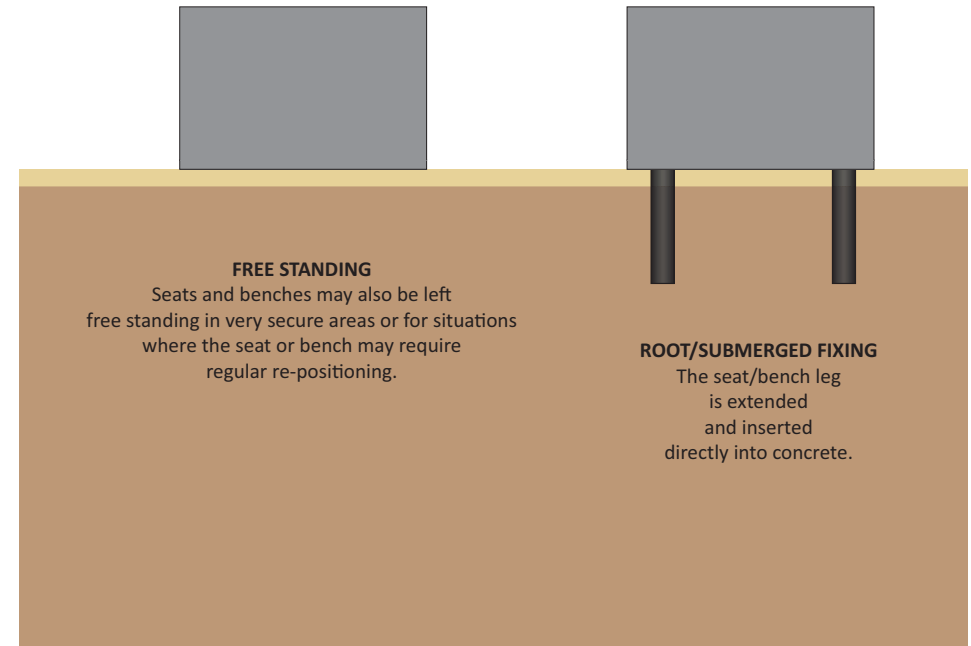 FREE STANDING
Seats and benches may also be left
free standing in very secure areas or for situations
where the seat or bench may require
regular re-positioning.
ROOT/SUBMERGED FIXING
The seat/bench leg
is extended
and inserted
directly into concrete.